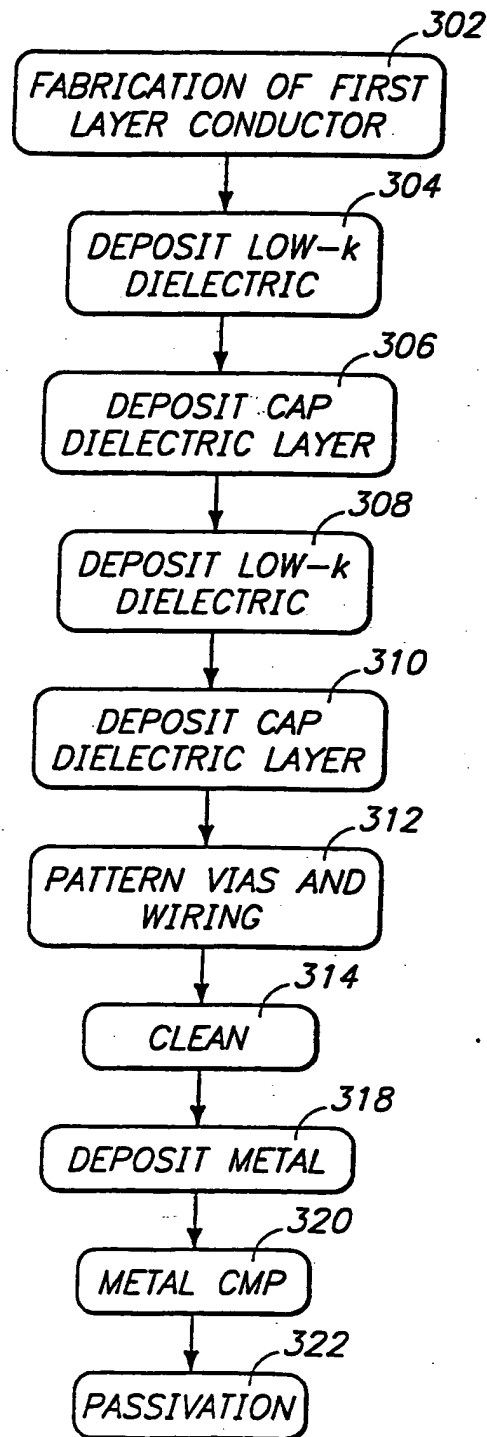 302
FABRICATION OF FIRST
LAYER CONDUCTOR
304
DEPOSIT LOW-k
DIELECTRIC
306
DEPOSIT CAP
DIELECTRIC LAYER
308
DEPOSIT LOW-k
DIELECTRIC
310
DEPOSIT CAP
DIELECTRIC LAYER
312
PATTERN VIAS AND
WIRING
314
CLEAN
318
DEPOSIT METAL
320
METAL CMP
322
PASSIVATION